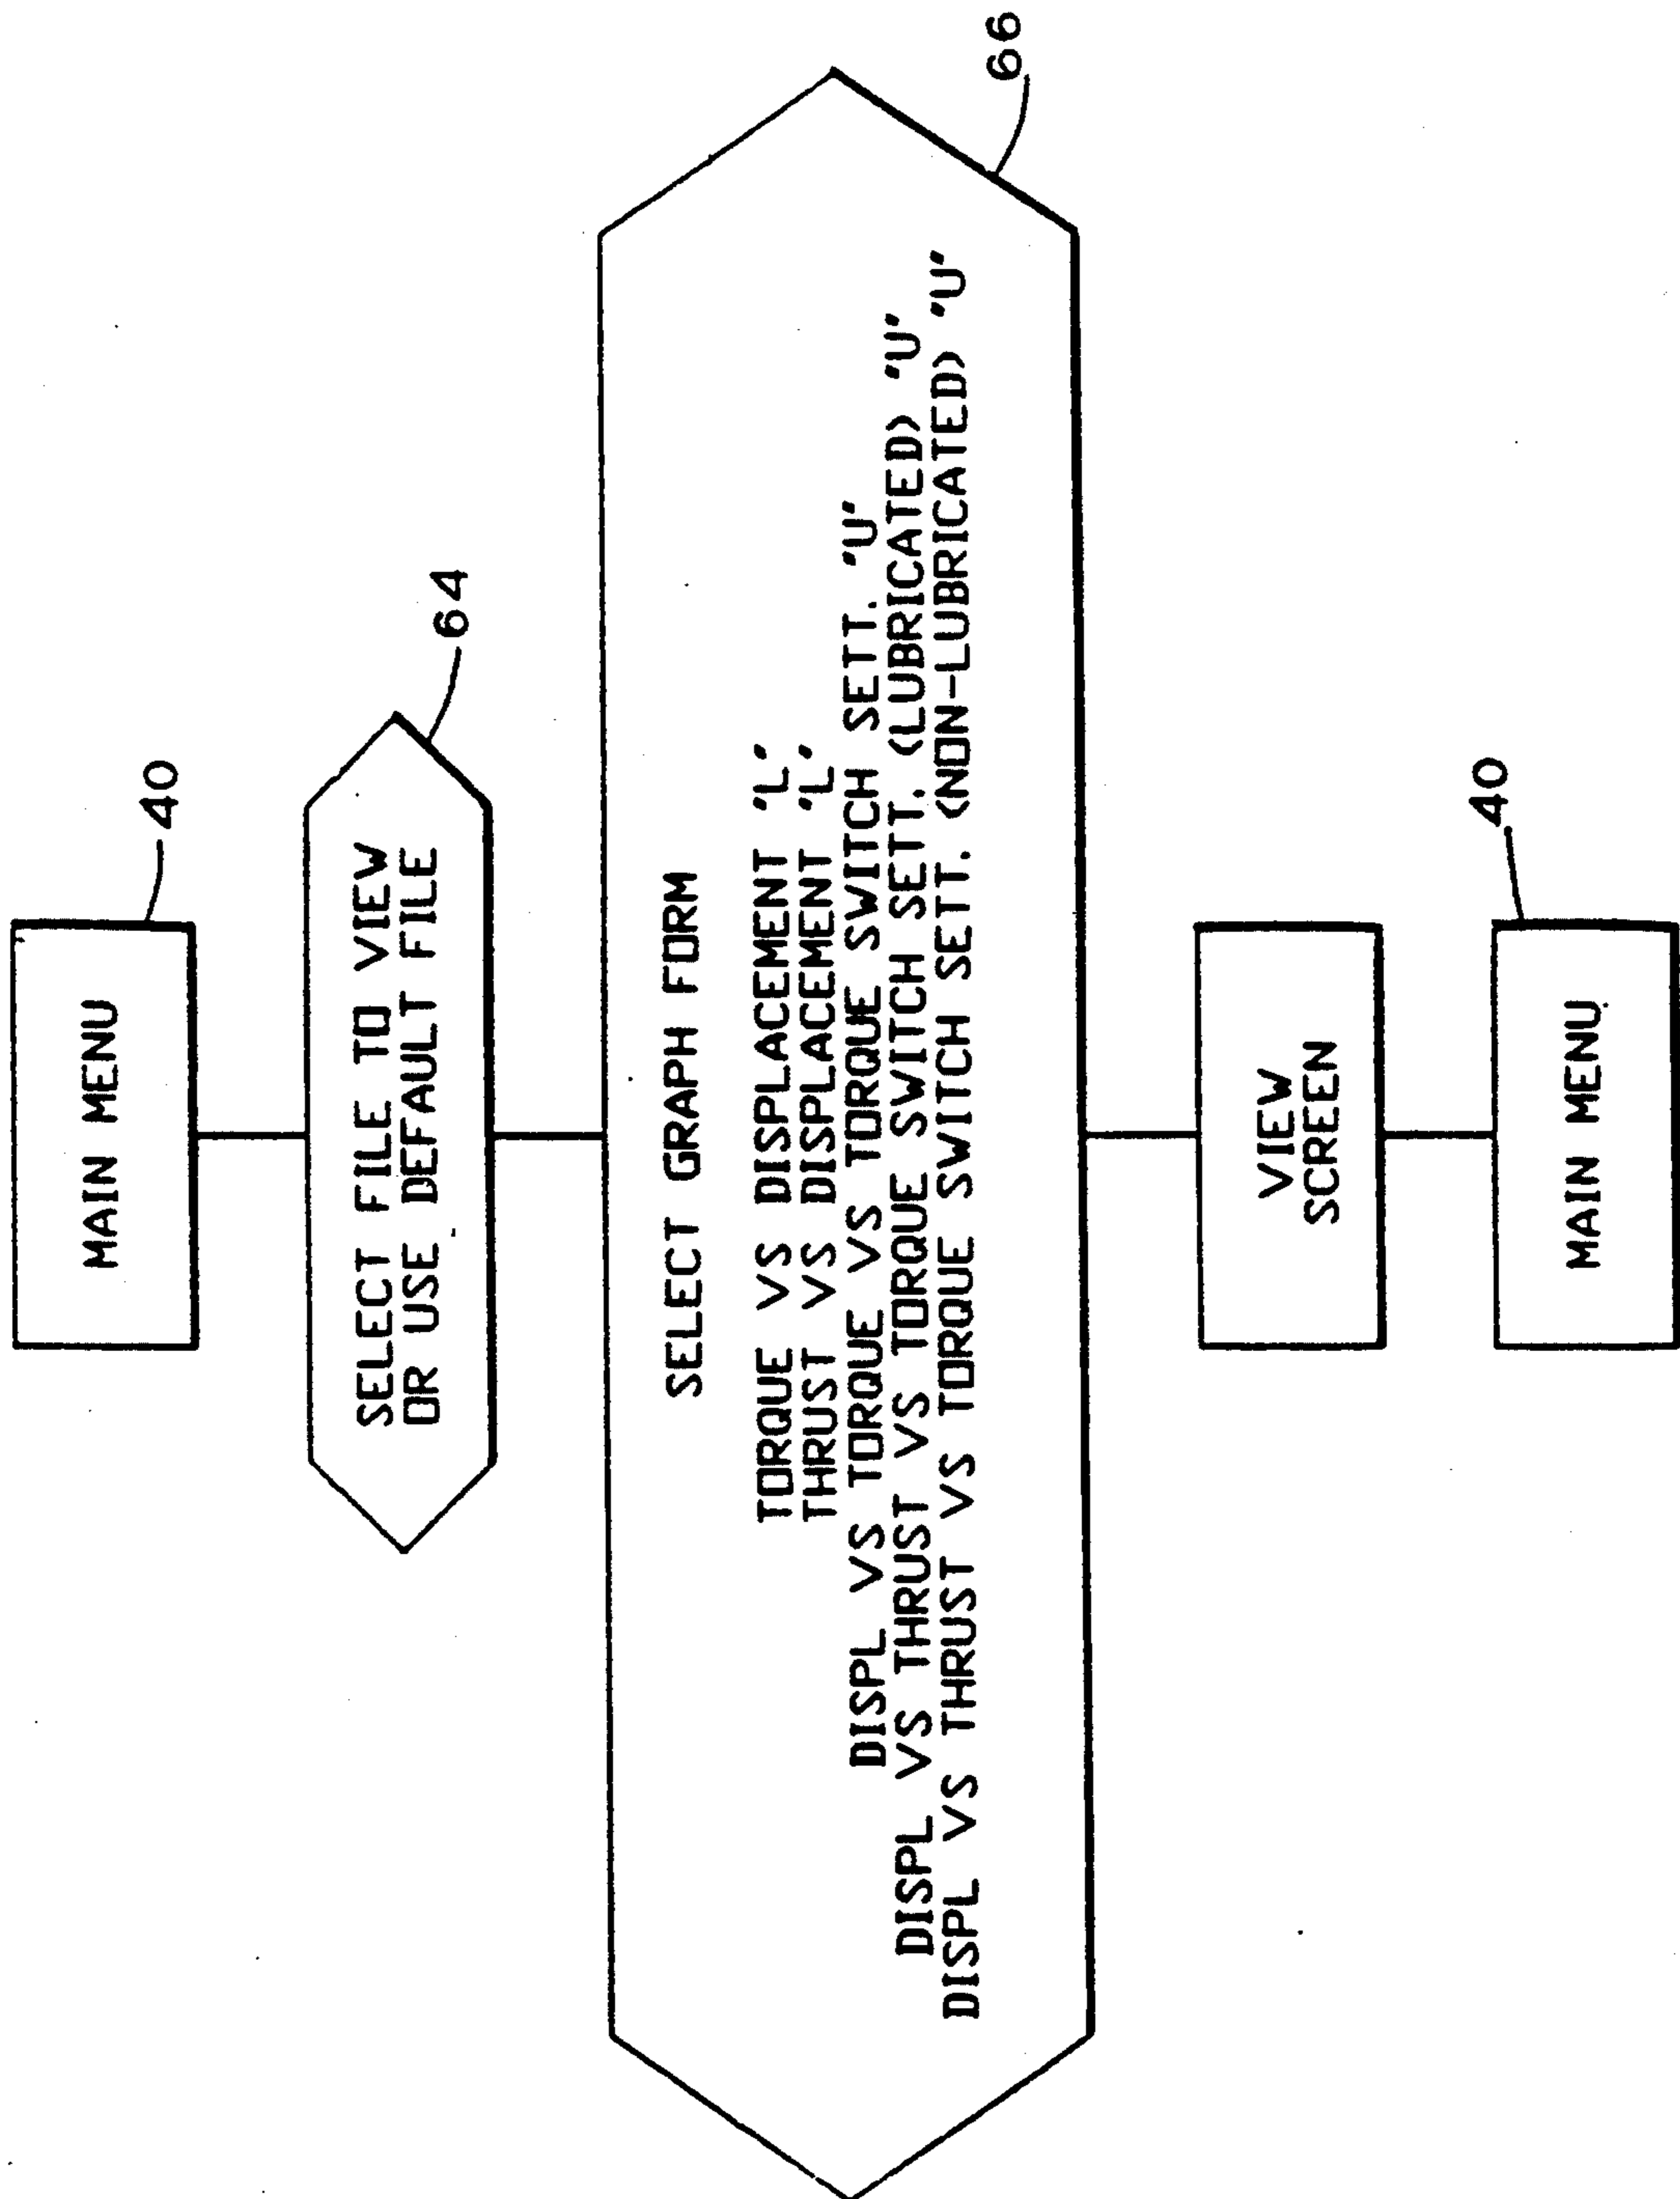 MAIN MENU
40
SELECT FILE TO VIEW
OR USE DEFAULT FILE
64
SELECT GRAPH FORM
TORQUE VS DISPLACEMENT 'L'
THRUST VS DISPLACEMENT 'L'
DISPL VS TORQUE VS TORQUE SWITCH SETT. 'U'
DISPL VS THRUST VS TORQUE SWITCH SETT. (LUBRICATED) 'U'
DISPL VS THRUST VS TORQUE SWITCH SETT. (NON-LUBRICATED) 'U'
66
VIEW
SCREEN
MAIN MENU
40